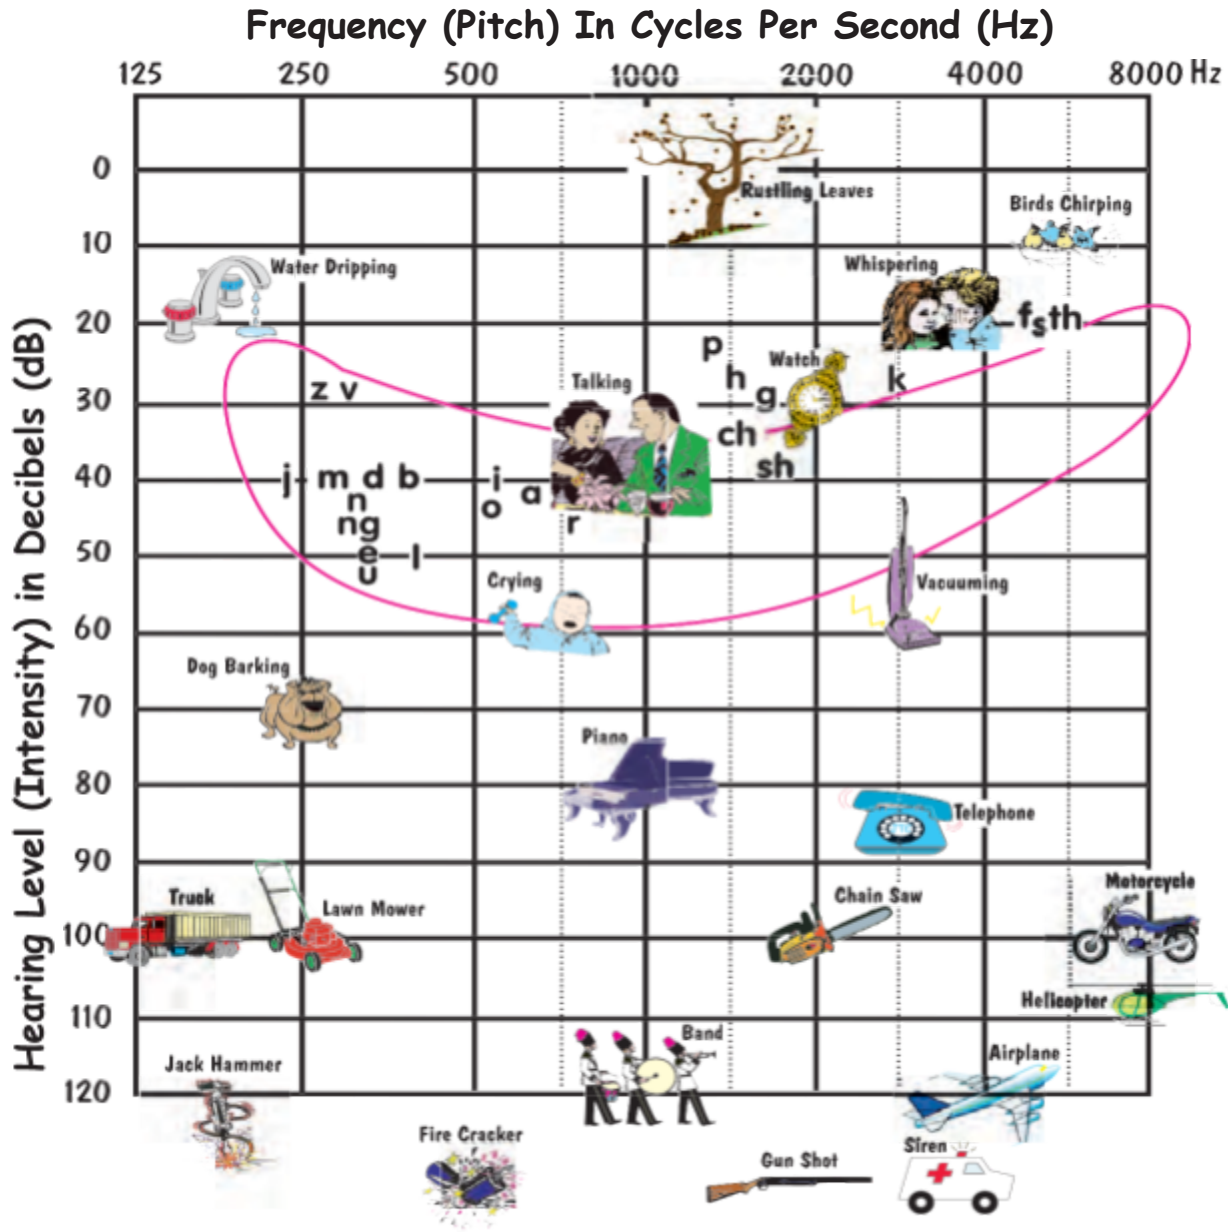 Frequency (Pitch) In Cycles Per Second (Hz)
125 250 500 1000 2000 4000 8000 Hz
Hearing Level (Intensity) in Decibels (dB)
0
Rustling Leaves
Birds Chirping
10
Water Dripping
Whispering
20
f s th
p
Watch
z v
h
g
k
Talking
30
ch
sh
40
j m d b i
n
a
o
ng
r
50
e l
u
Crying
Vacuuming
60
Dog Barking
70
Piano
80
Telephone
90
Truck
Lawn Mower
Chain Saw
Motorcycle
100
Helicopter
110
Band
Jack Hammer
Airplane
120
Fire Cracker
Gun Shot
Siren